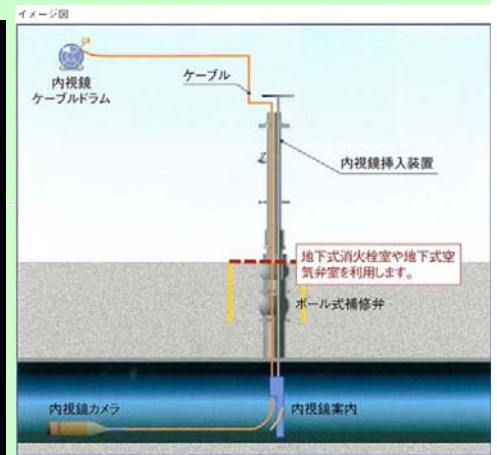 イメージ図
内視鏡
ケーブルドラム
ケーブル
内視鏡挿入装置
地下式消火栓室や地下式空
気弁室を利用します。
ボール式補修弁
内視鏡カメラ
内視鏡案内